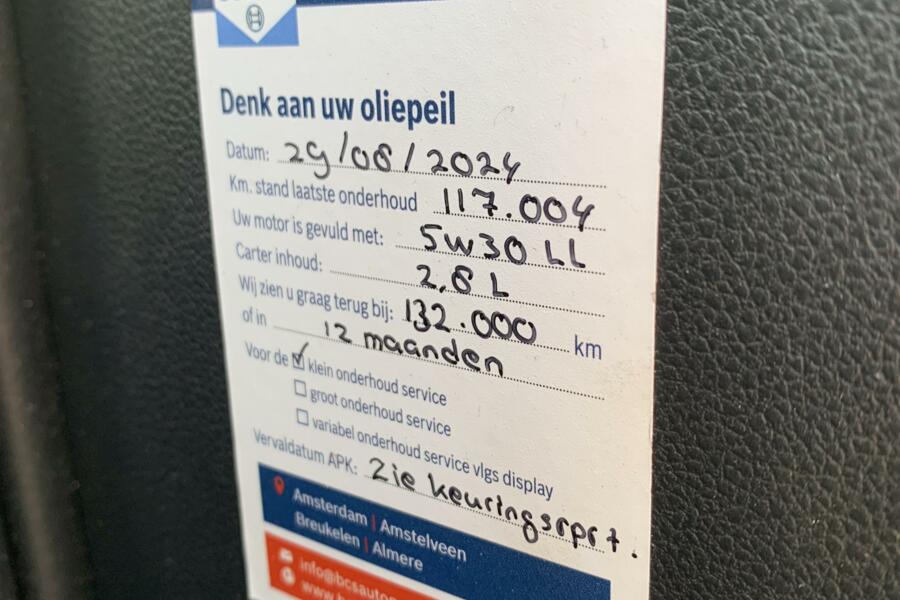 Denk aan uw oliepeil
Datum: 29/08/2024
Km. stand laatste onderhoud 117.004
Uw motor is gevuld met: 5W30 LL
Carter inhoud: 2,8 L
Wij zien u graag terug bij: 132.000 km
of in 12 maanden
Voor de klein onderhoud service
groot onderhoud service
variabel onderhoud service vlgs display
Vervaldatum APK: Zie keuringsrprt.
Amsterdam | Amstelveen
Breukelen | Almere